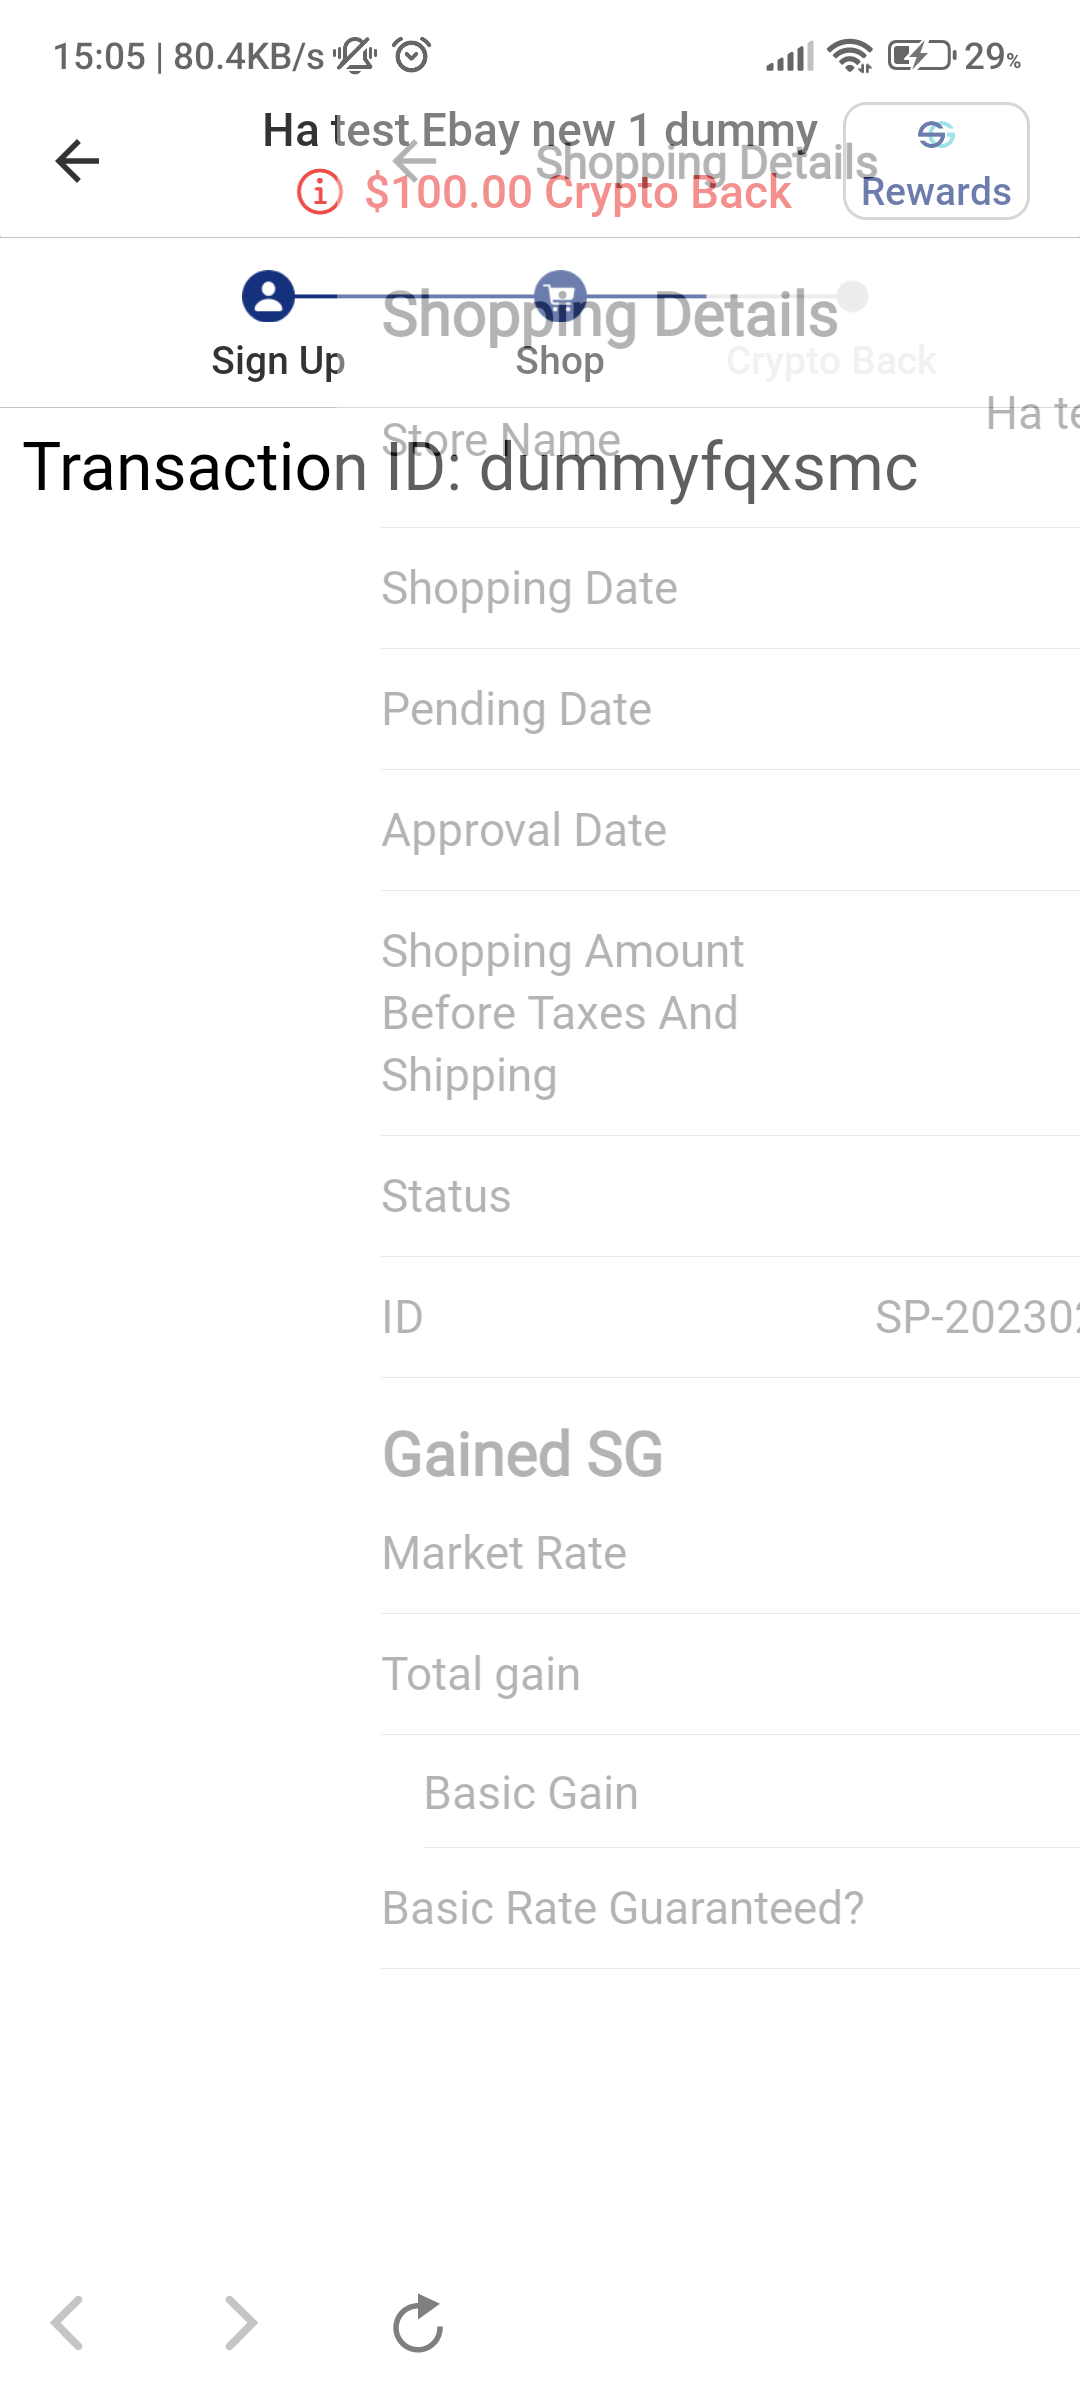 15:05 | 80.4KB/s
29%
Ha test Ebay new 1 dummy
Shopping Details
$100.00 Crypto Back
Rewards
Shopping Details
Sign Up
Shop
Crypto Back
Store Name
Ha te
Transaction ID: dummyfqxsmc
Shopping Date
Pending Date
Approval Date
Shopping Amount
Before Taxes And
Shipping
Status
ID
SP-202302
Gained SG
Market Rate
Total gain
Basic Gain
Basic Rate Guaranteed?